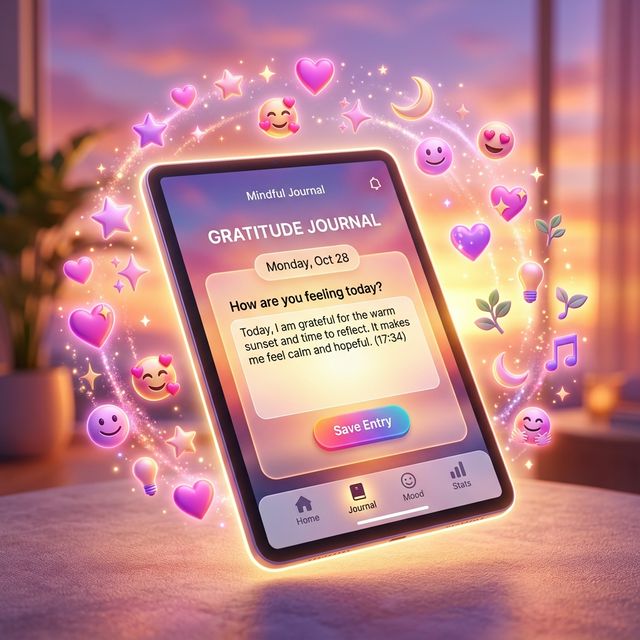 Mindful Journal
GRATITUDE JOURNAL
Monday, Oct 28
How are you feeling today?
Today, I am grateful for the warm
sunset and time to reflect. It makes
me feel calm and hopeful. (17:34)
Save Entry
Home
Journal
Mood
Stats